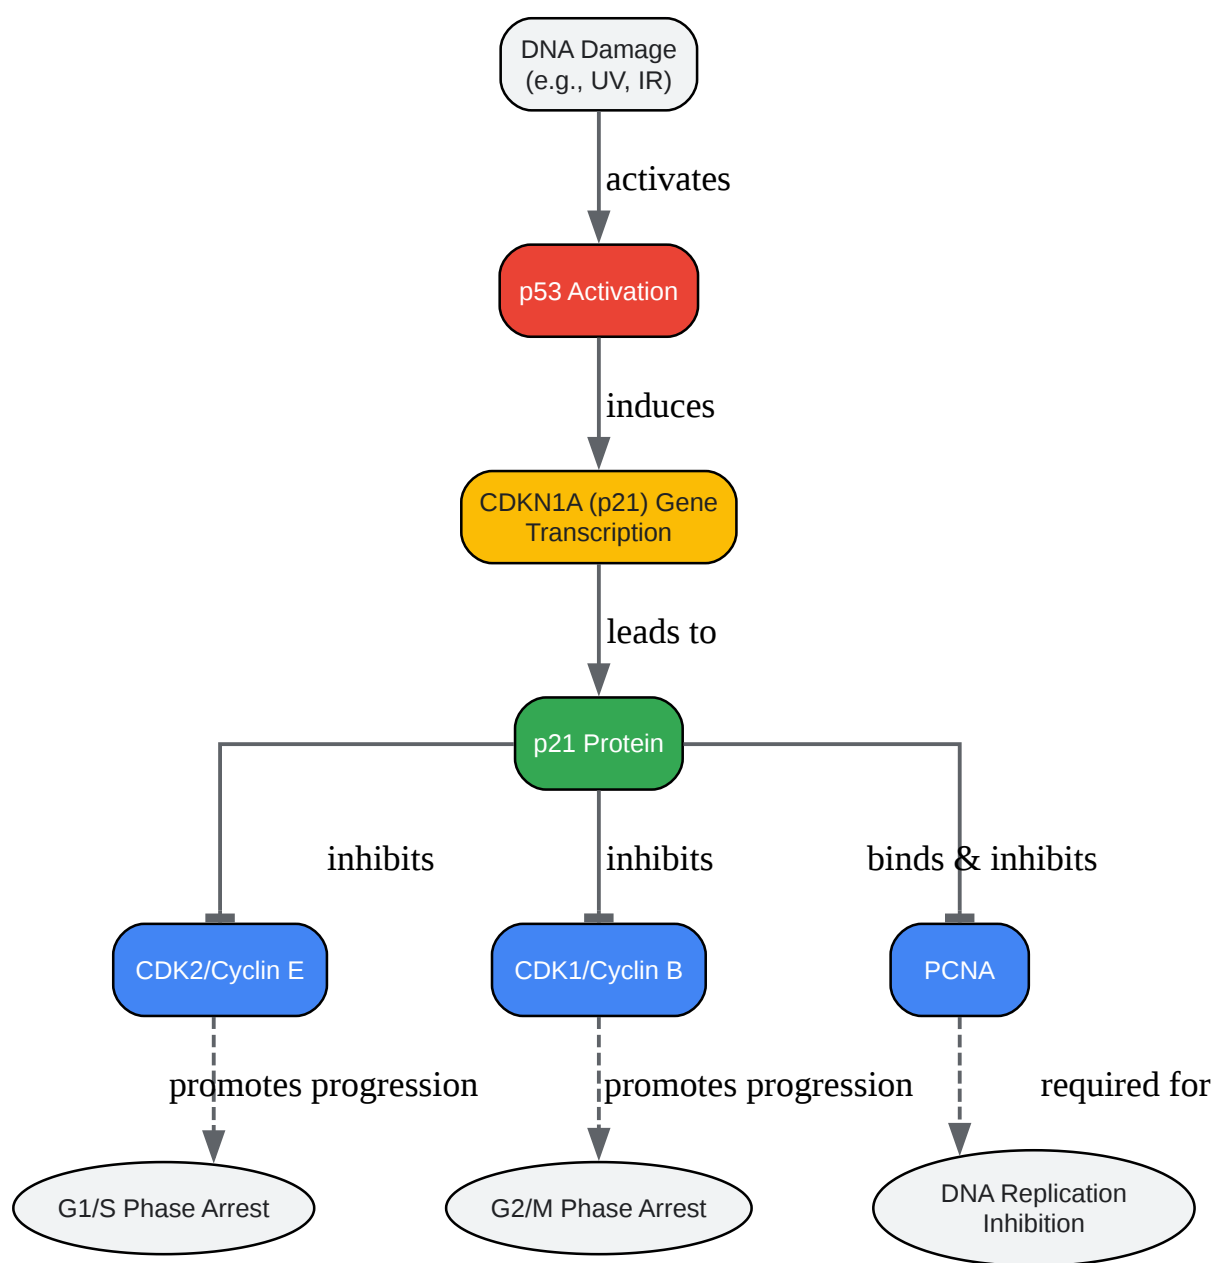 DNA Damage
(e.g., UV, IR)
activates
p53 Activation
induces
CDKN1A (p21) Gene
Transcription
leads to
p21 Protein
inhibits
inhibits
binds & inhibits
CDK2/Cyclin E
CDK1/Cyclin B
PCNA
promotes progression
promotes progression
required for
G1/S Phase Arrest
G2/M Phase Arrest
DNA Replication
Inhibition